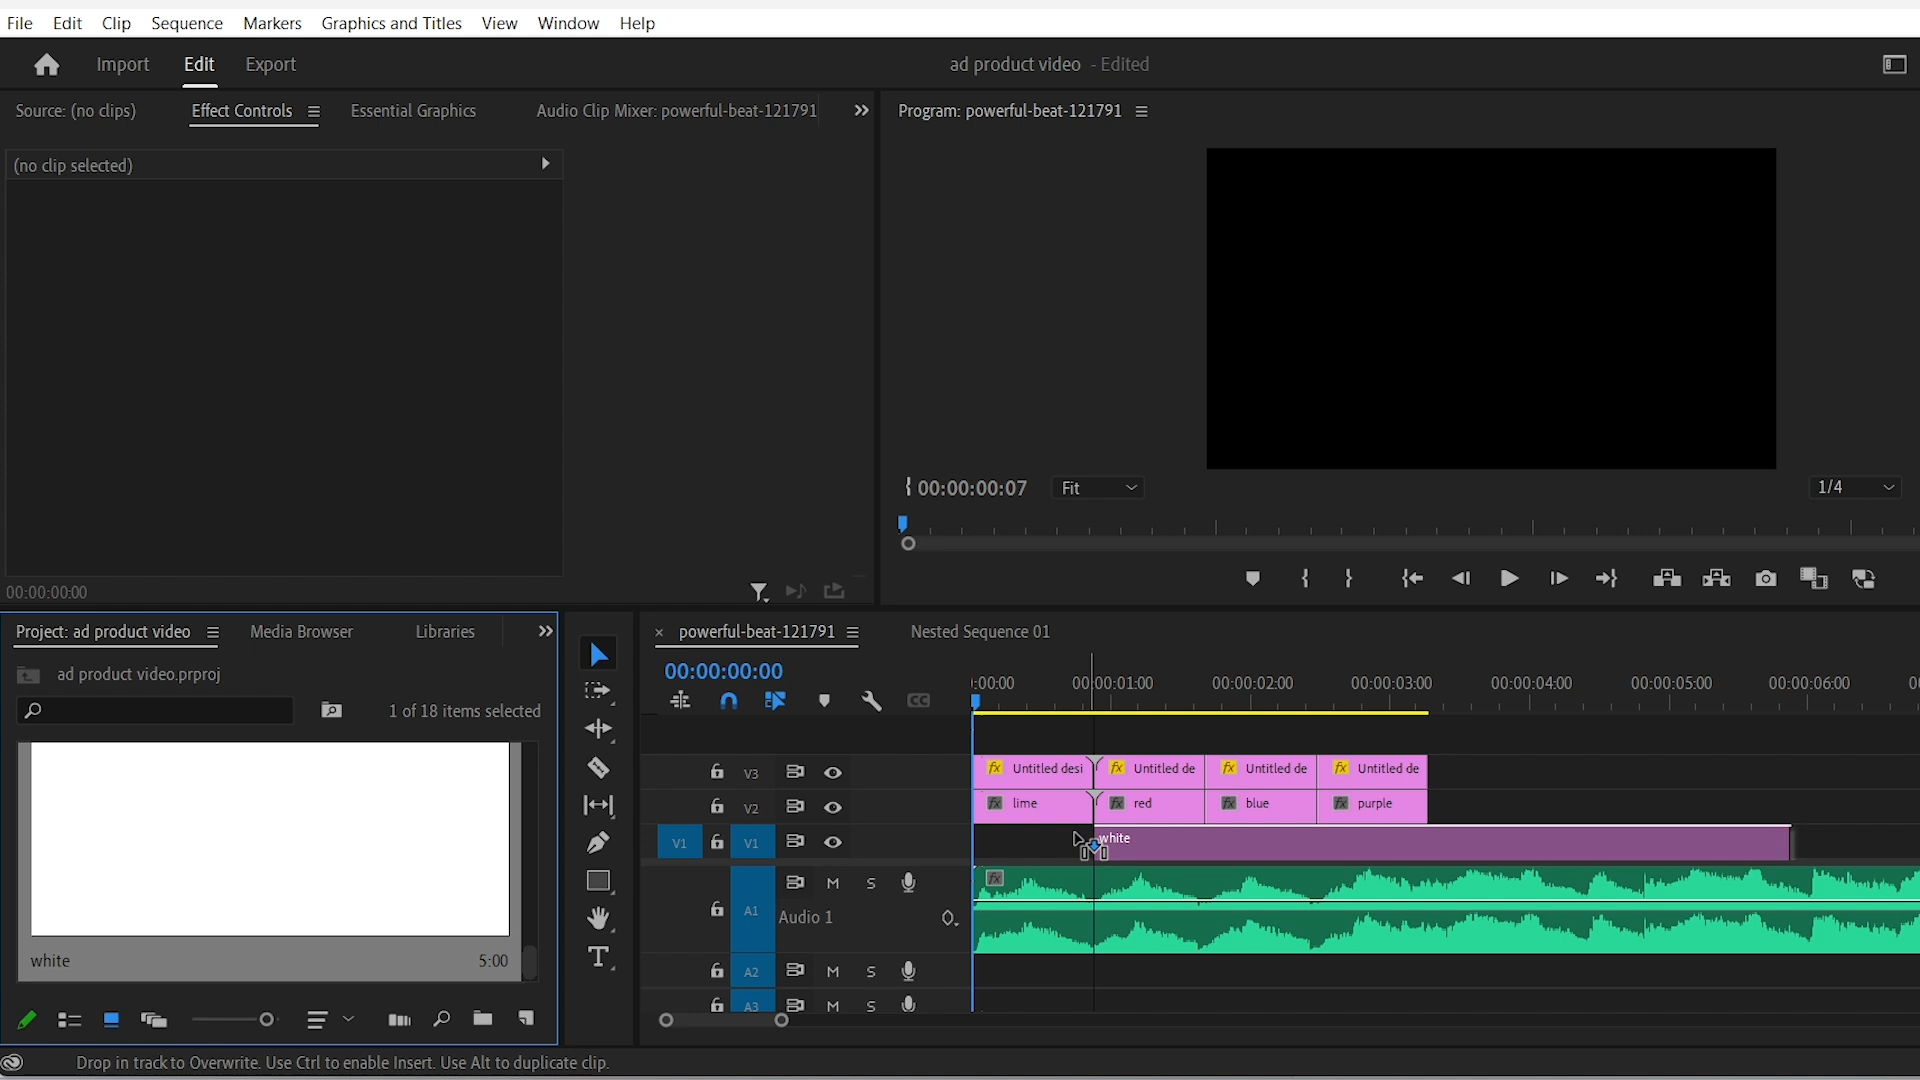 File Edit Clip Sequence Markers Graphics and Titles View Window Help
Import Edit Export ad product video - Edited
Source: (no clips) Effect Controls Essential Graphics Audio Clip Mixer: powerful-beat-121791
Program: powerful-beat-121791
(no clip selected)
00:00:00:07 Fit 1/4
00:00:00:00
Project: ad product video Media Browser Libraries
ad product video.prproj
1 of 18 items selected
white 5:00
powerful-beat-121791 Nested Sequence 01
00:00:00:00
:00:00 00:00:01:00 00:00:02:00 00:00:03:00 00:00:04:00 00:00:05:00 00:00:06:00
V3 fx Untitled desi fx Untitled de fx Untitled de fx Untitled de
V2 fx lime fx red fx blue fx purple
V1 V1 white
M S fx
A1 Audio 1
A2 M S
A3 M S
Drop in track to Overwrite. Use Ctrl to enable Insert. Use Alt to duplicate clip.